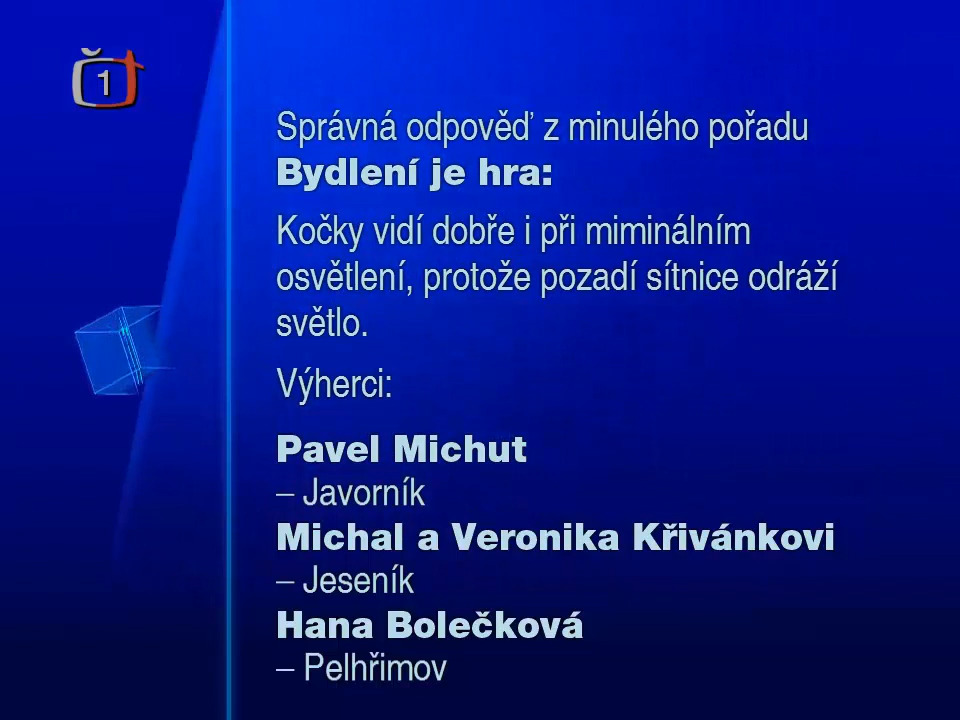 1
Správná odpověď z minulého pořadu
Bydlení je hra:
Kočky vidí dobře i při miminálním
osvětlení, protože pozadí sítnice odráží
světlo.
Výherci:
Pavel Michut
– Javorník
Michal a Veronika Křivánkovi
– Jeseník
Hana Bolečková
– Pelhřimov